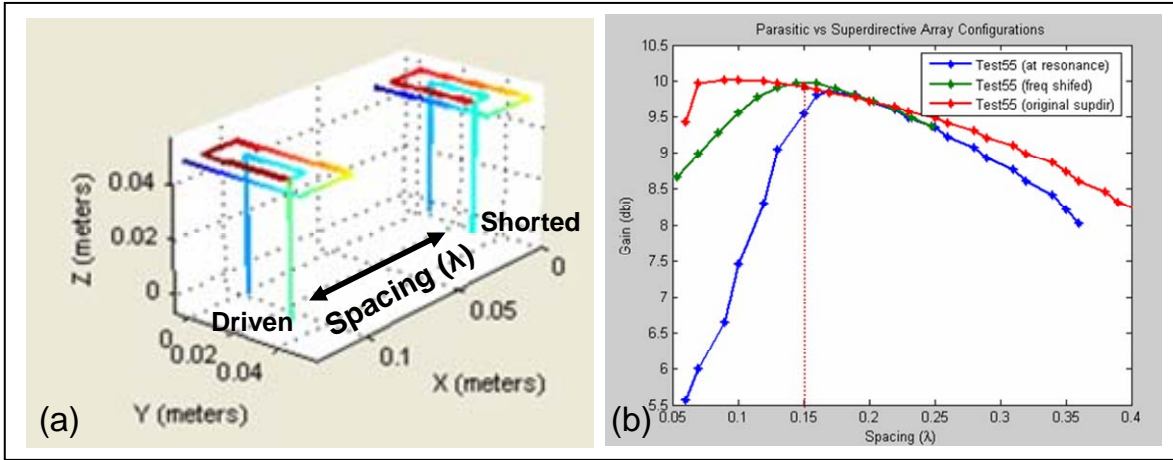 Z (meters)
0.04
0.02
0
Driven
Spacing (λ)
Shorted
0
0.05
0.1
X (meters)
0
0.02
0.04
Y (meters)
(a)
Parasitic vs Superdirective Array Configurations
Test55 (at resonance)
Test55 (freq shifed)
Test55 (original supdir)
Gain (dbi)
10.5
10
9.5
9
8.5
8
7.5
7
6.5
6
5.5
0.05
0.1
0.15
0.2
0.25
0.3
0.35
0.4
Spacing (λ)
(b)